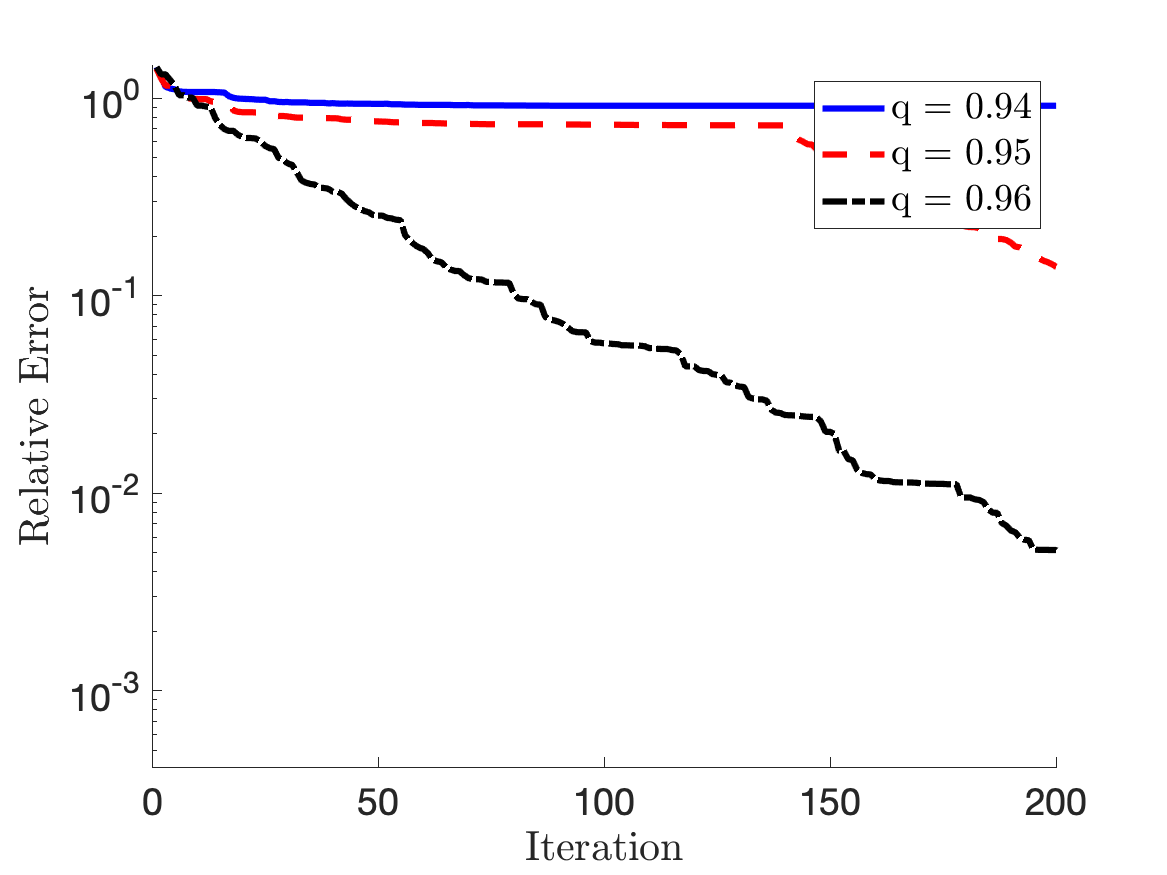 10^0
10^-1
10^-2
10^-3
Relative Error
0 50 100 150 200
Iteration
q = 0.94
q = 0.95
q = 0.96